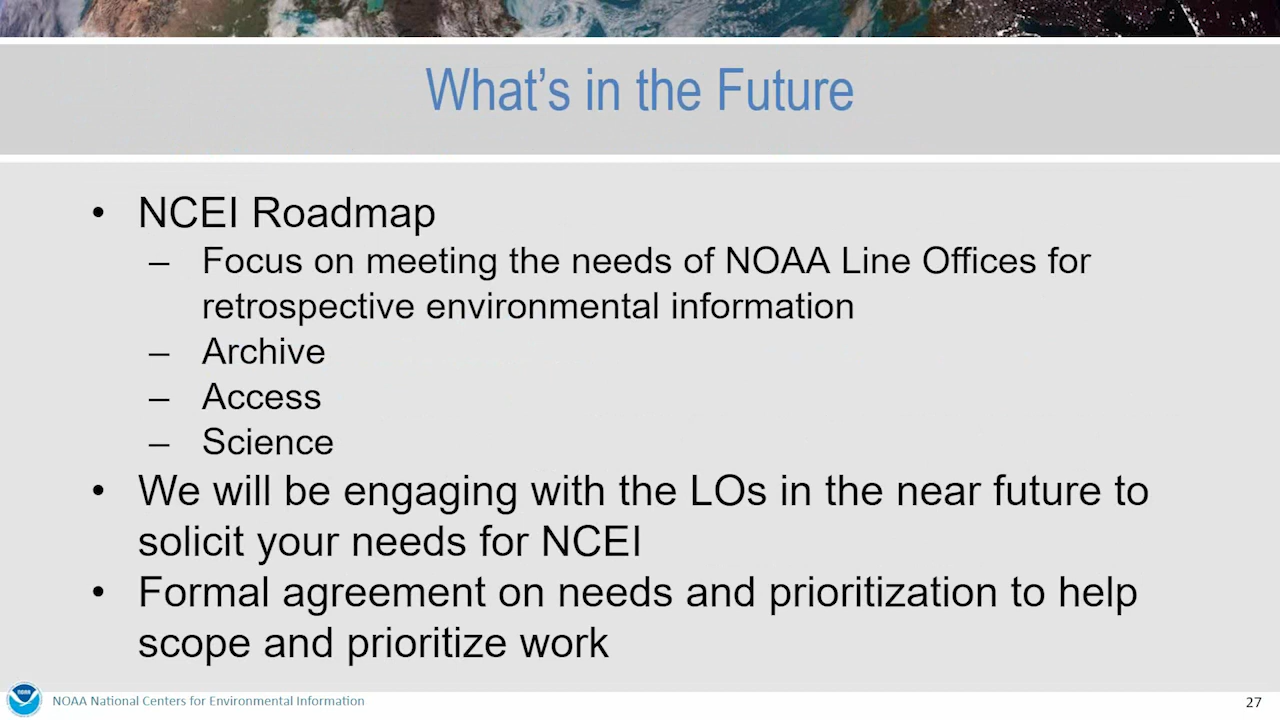 What's in the Future
• NCEI Roadmap
– Focus on meeting the needs of NOAA Line Offices for
retrospective environmental information
– Archive
– Access
– Science
• We will be engaging with the LOs in the near future to
solicit your needs for NCEI
• Formal agreement on needs and prioritization to help
scope and prioritize work
NOAA
NOAA National Centers for Environmental Information
27